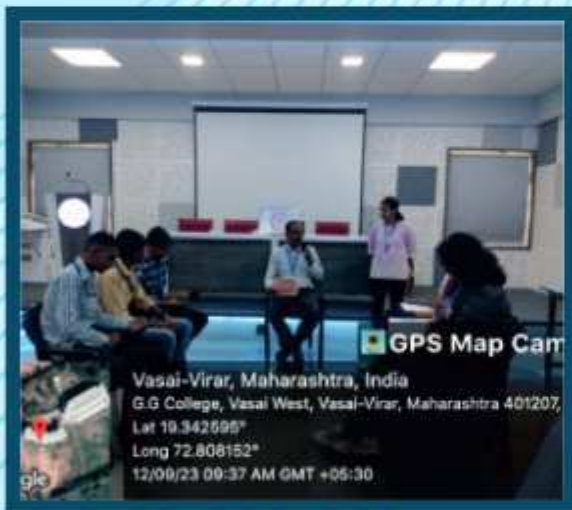 GPS Map Cam
Vasai-Virar, Maharashtra, India
G.G College, Vasai West, Vasai-Virar, Maharashtra 401207,
Lat 19.342595°
Long 72.808152°
12/09/23 09:37 AM GMT +05:30
gle